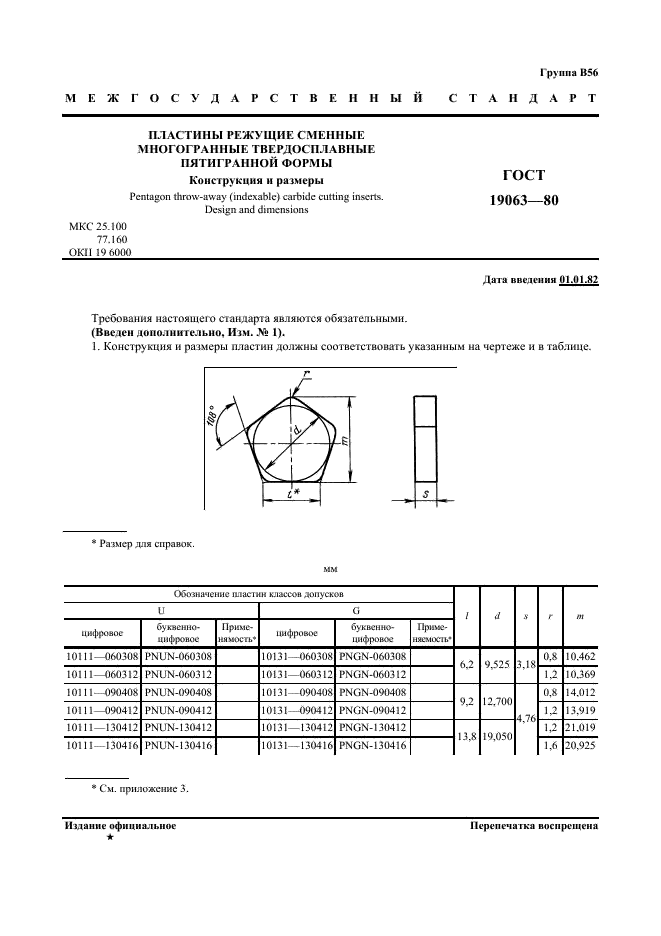 Группа В56
МЕЖГОСУДАРСТВЕННЫЙ СТАНДАРТ
ПЛАСТИНЫ РЕЖУЩИЕ СМЕННЫЕ
МНОГОГРАННЫЕ ТВЕРДОСПЛАВНЫЕ
ПЯТИГРАННОЙ ФОРМЫ
Конструкция и размеры
Pentagon throw-away (indexable) carbide cutting inserts.
Design and dimensions
ГОСТ
19063—80
МКС 25.100
77.160
ОКП 19 6000
Дата введения 01.01.82
Требования настоящего стандарта являются обязательными.
(Введен дополнительно, Изм. № 1).
1. Конструкция и размеры пластин должны соответствовать указанным на чертеже и в таблице.
r
108°
d
m
l*
s
* Размер для справок.
мм
Обозначение пластин классов допусков
U G l d s r m
цифровое буквенно-цифровое Приме-нямость* цифровое буквенно-цифровое Приме-няемость*
10111—060308 PNUN-060308 10131—060308 PNGN-060308 6,2 9,525 3,18 0,8 10,462
10111—060312 PNUN-060312 10131—060312 PNGN-060312 1,2 10,369
10111—090408 PNUN-090408 10131—090408 PNGN-090408 9,2 12,700 4,76 0,8 14,012
10111—090412 PNUN-090412 10131—090412 PNGN-090412 1,2 13,919
10111—130412 PNUN-130412 10131—130412 PNGN-130412 13,8 19,050 1,2 21,019
10111—130416 PNUN-130416 10131—130416 PNGN-130416 1,6 20,925
* См. приложение 3.
Издание официальное Перепечатка воспрещена
★